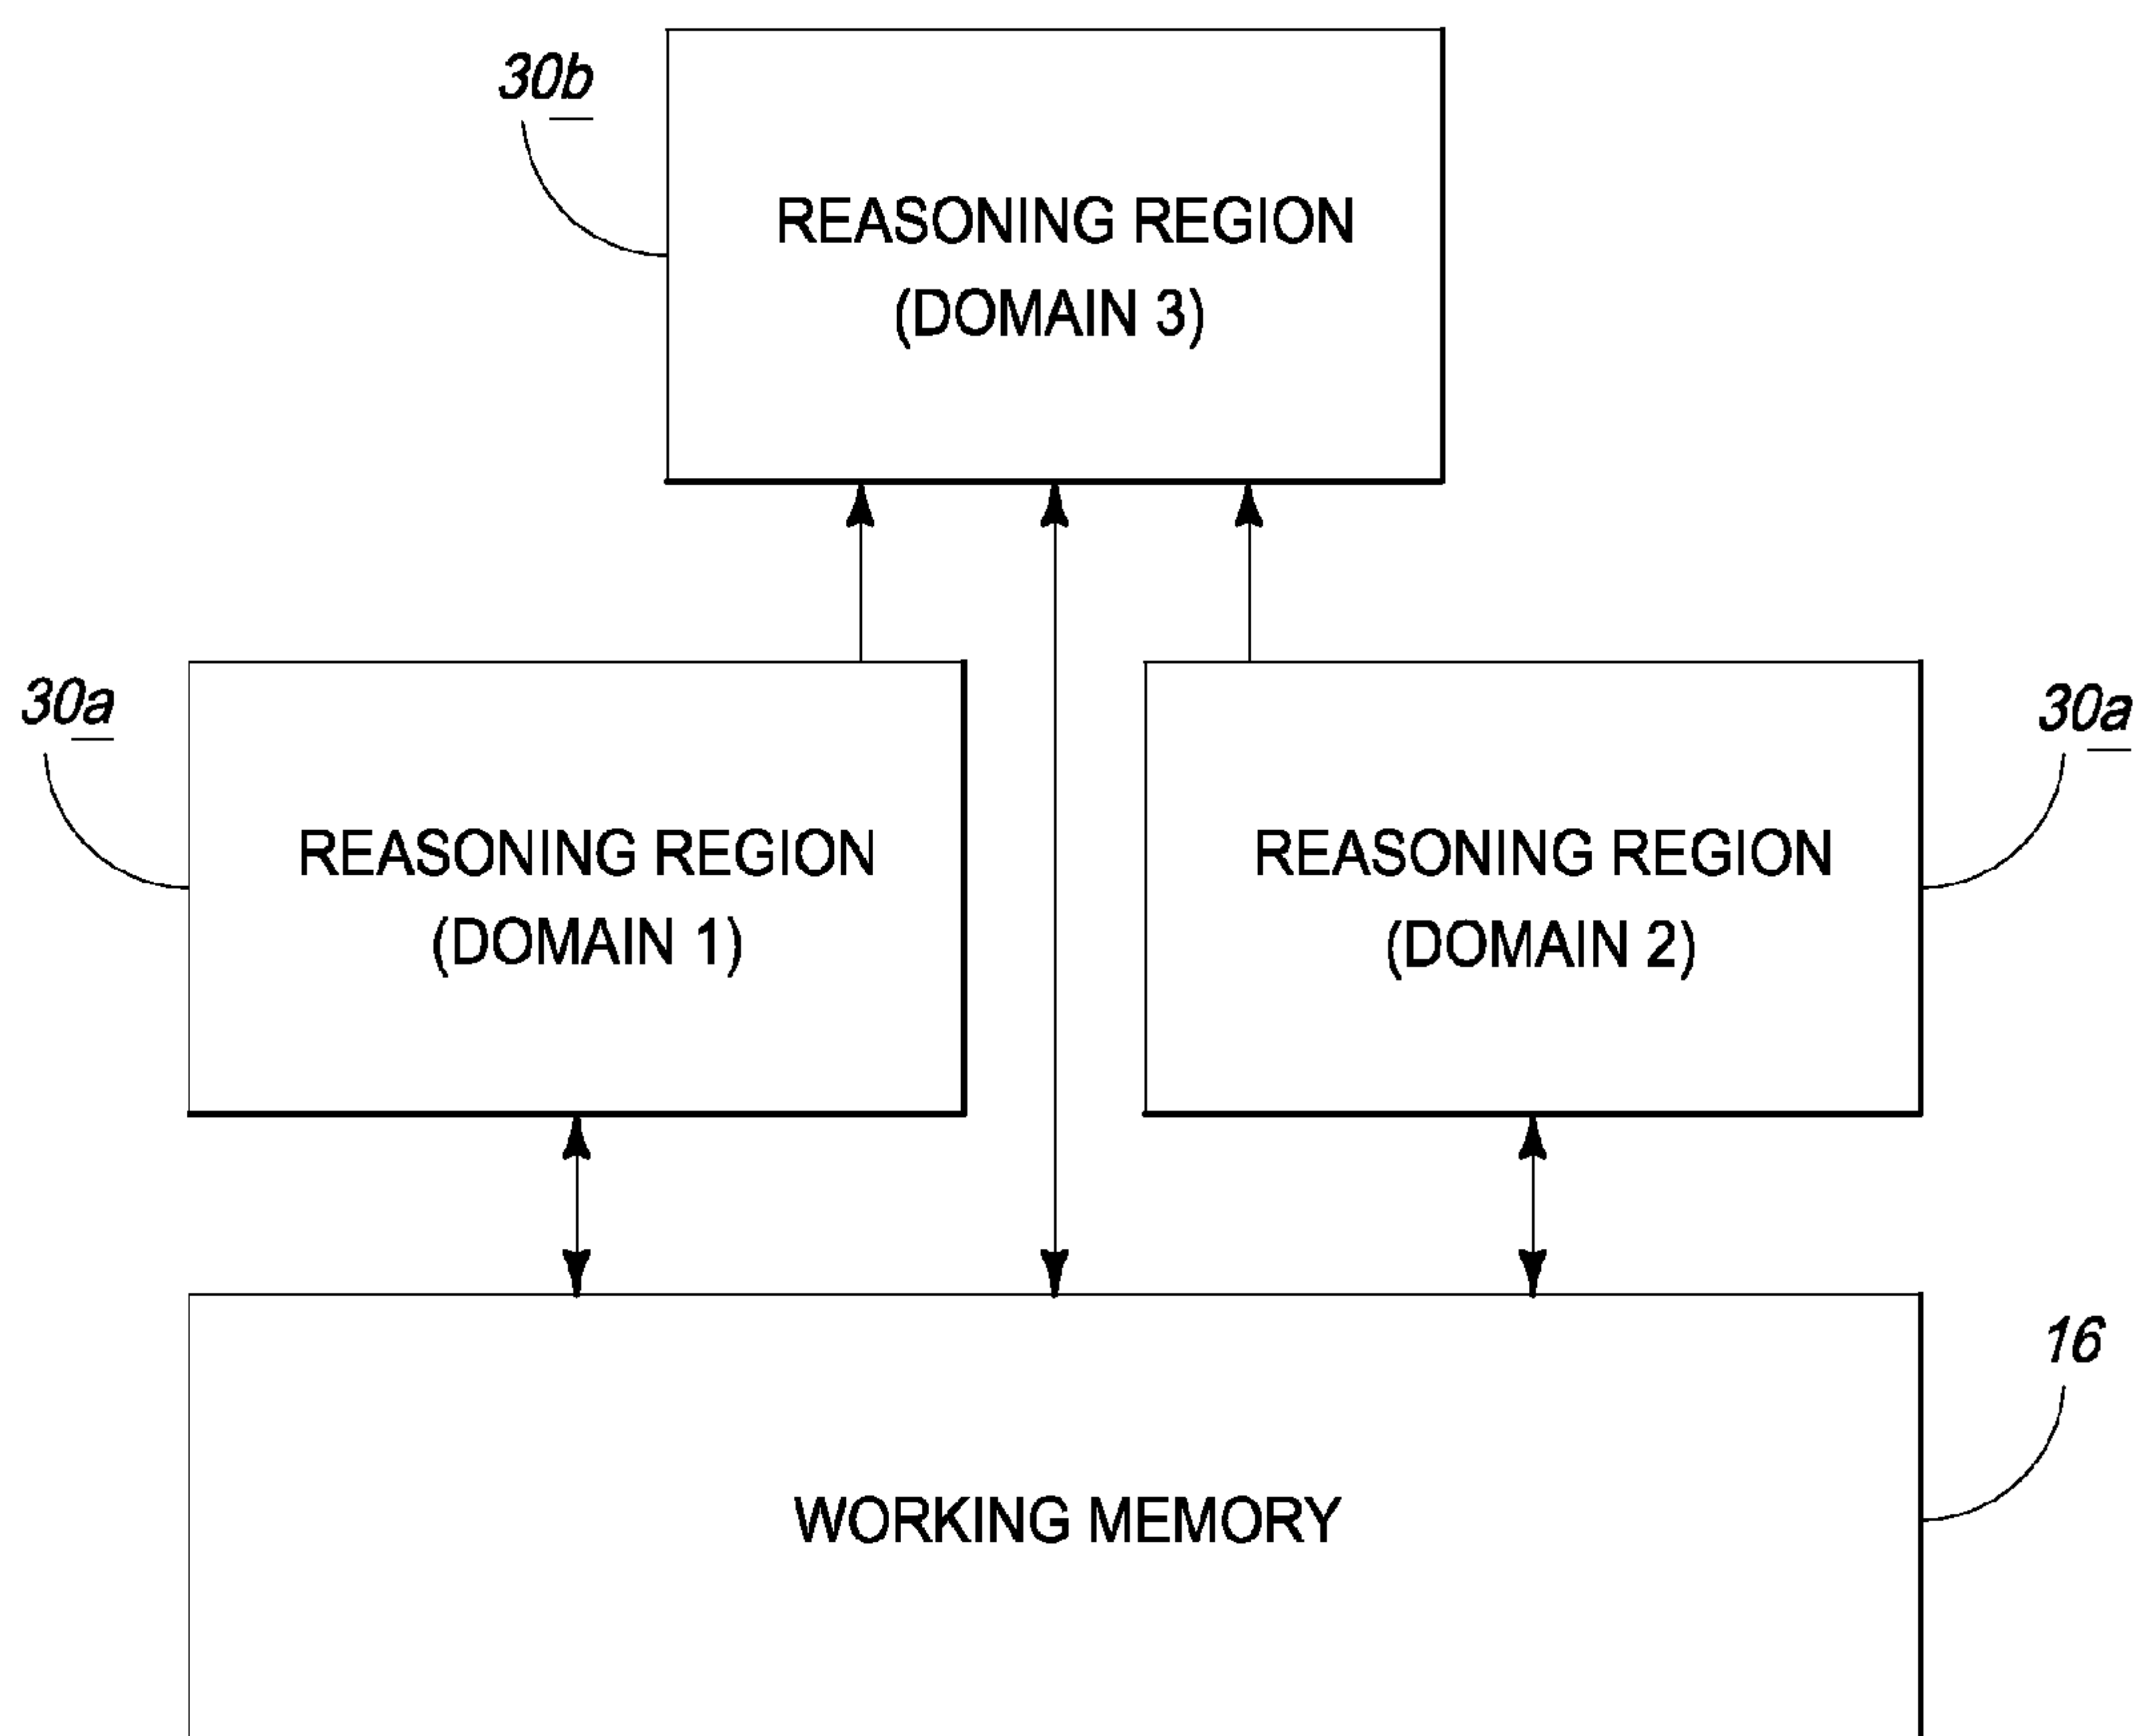 30b
REASONING REGION
(DOMAIN 3)
30a
REASONING REGION
(DOMAIN 1)
30a
REASONING REGION
(DOMAIN 2)
16
WORKING MEMORY